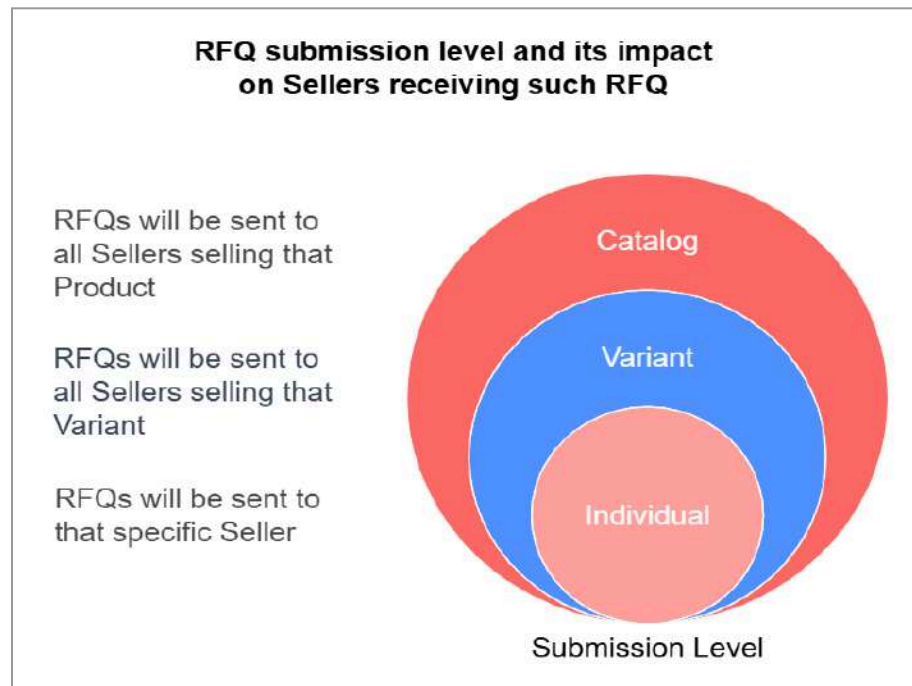 RFQ submission level and its impact
on Sellers receiving such RFQ
RFQs will be sent to
all Sellers selling that
Product
RFQs will be sent to
all Sellers selling that
Variant
RFQs will be sent to
that specific Seller
Catalog
Variant
Individual
Submission Level